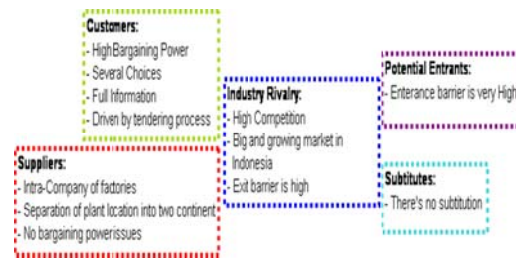 Customers:
- High Bargaining Power
- Several Choices
- Full Information
- Driven by tendering process
Suppliers:
- Intra-Company of factories
- Separation of plant location into two continent
- No bargaining powerissues
Industry Rivalry:
- High Competition
- Big and growing market in
Indonesia
- Exit barrier is high
Potential Entrants:
- Enterance barrier is very High
Subtitutes:
- There's no subtitution